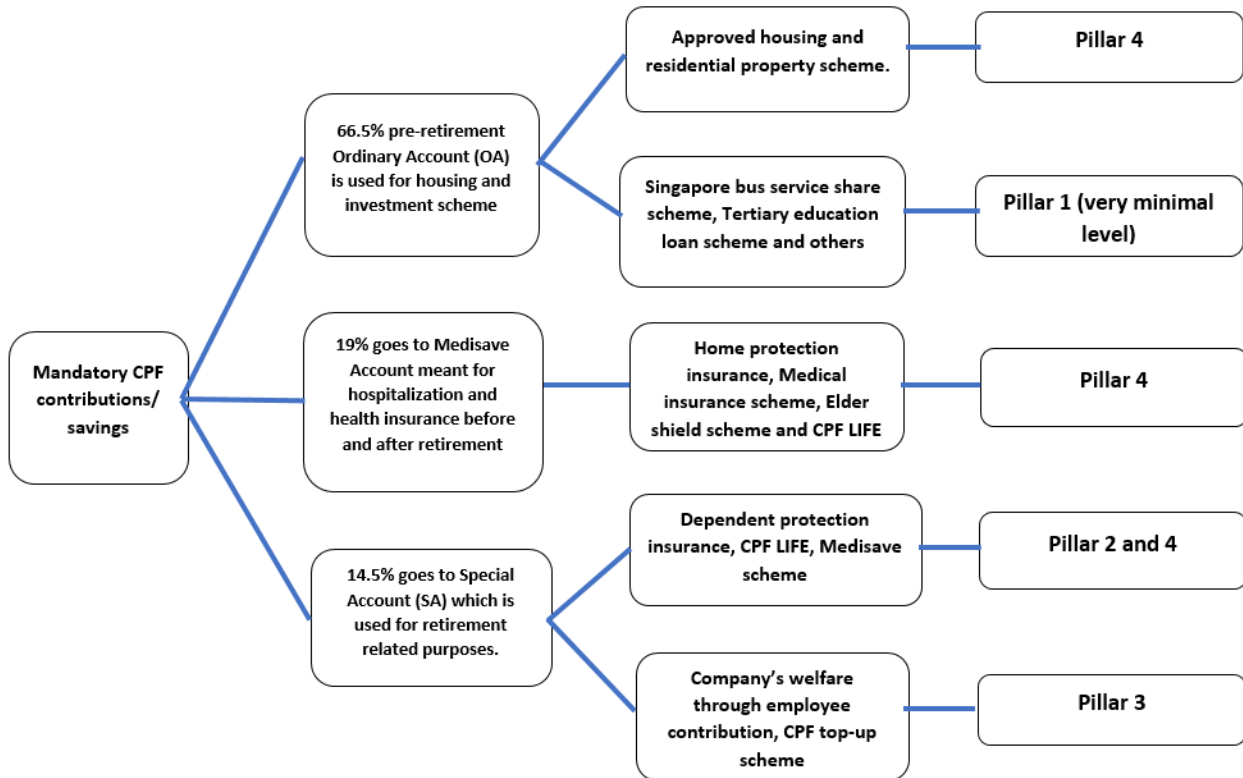 Mandatory CPF
contributions/
savings
66.5% pre-retirement
Ordinary Account (OA)
is used for housing and
investment scheme
Approved housing and
residential property scheme.
Pillar 4
Singapore bus service share
scheme, Tertiary education
loan scheme and others
Pillar 1 (very minimal
level)
19% goes to Medisave
Account meant for
hospitalization and
health insurance before
and after retirement
Home protection
insurance, Medical
insurance scheme, Elder
shield scheme and CPF LIFE
Pillar 4
14.5% goes to Special
Account (SA) which is
used for retirement
related purposes.
Dependent protection
insurance, CPF LIFE, Medisave
scheme
Pillar 2 and 4
Company's welfare
through employee
contribution, CPF top-up
scheme
Pillar 3